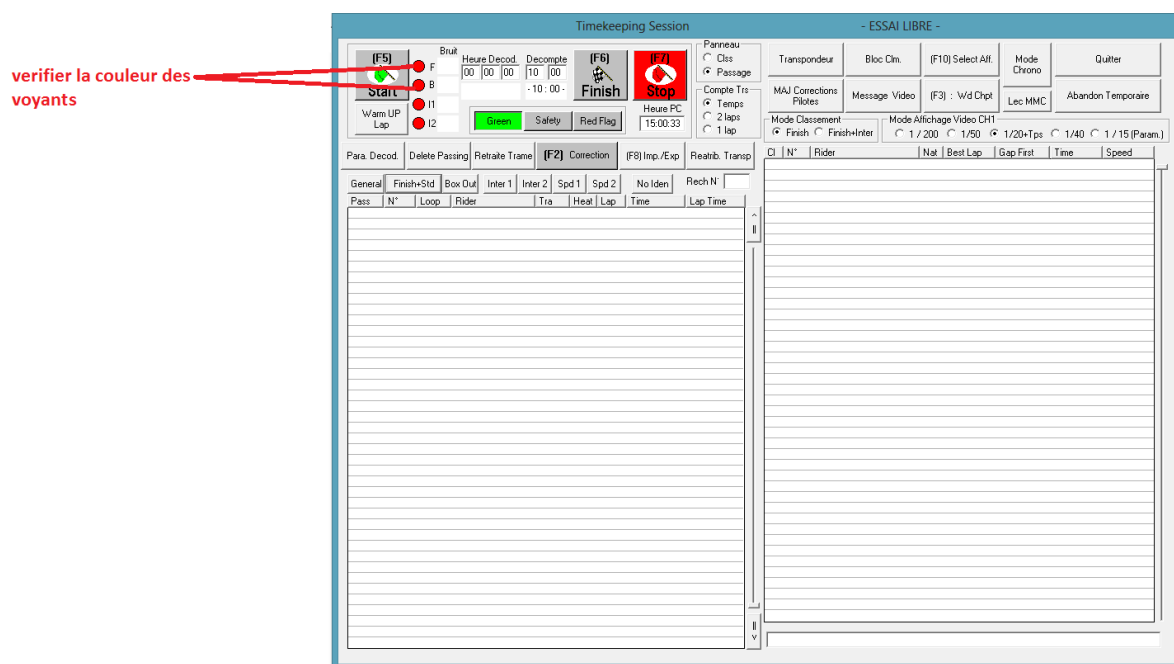 Timekeeping Session - ESSAI LIBRE -
verifier la couleur des
voyants
(F5)
Start
Warm UP
Lap
Bruit
F
B
I1
I2
Heure Decod.
00 00 00
Decompte
10 00
- 10 : 00 -
(F6)
Finish
(F7)
Stop
Heure PC
15:00:33
Green Safety Red Flag
Panneau
Clss
Passage
Compte Trs
Temps
2 laps
1 lap
Transpondeur Bloc Clm. (F10) Select Aff. Mode
Chrono
Quitter
MAJ Corrections
Pilotes
Message Video (F3) : Wd Chpt Lec MMC Abandon Temporaire
Mode Classement
Finish Finish+Inter
Mode Affichage Video CH1
1 / 200 1/50 1/20+Tps 1/40 1 / 15 (Param.)
Para. Decod. Delete Passing Retraite Trame (F2) Correction (F8) Imp./Exp Reatrib. Transp
General Finish+Std Box Out Inter 1 Inter 2 Spd 1 Spd 2 No Iden Rech N°
Pass N° Loop Rider Tra Heat Lap Time Lap Time
Cl N° Rider Nat Best Lap Gap First Time Speed